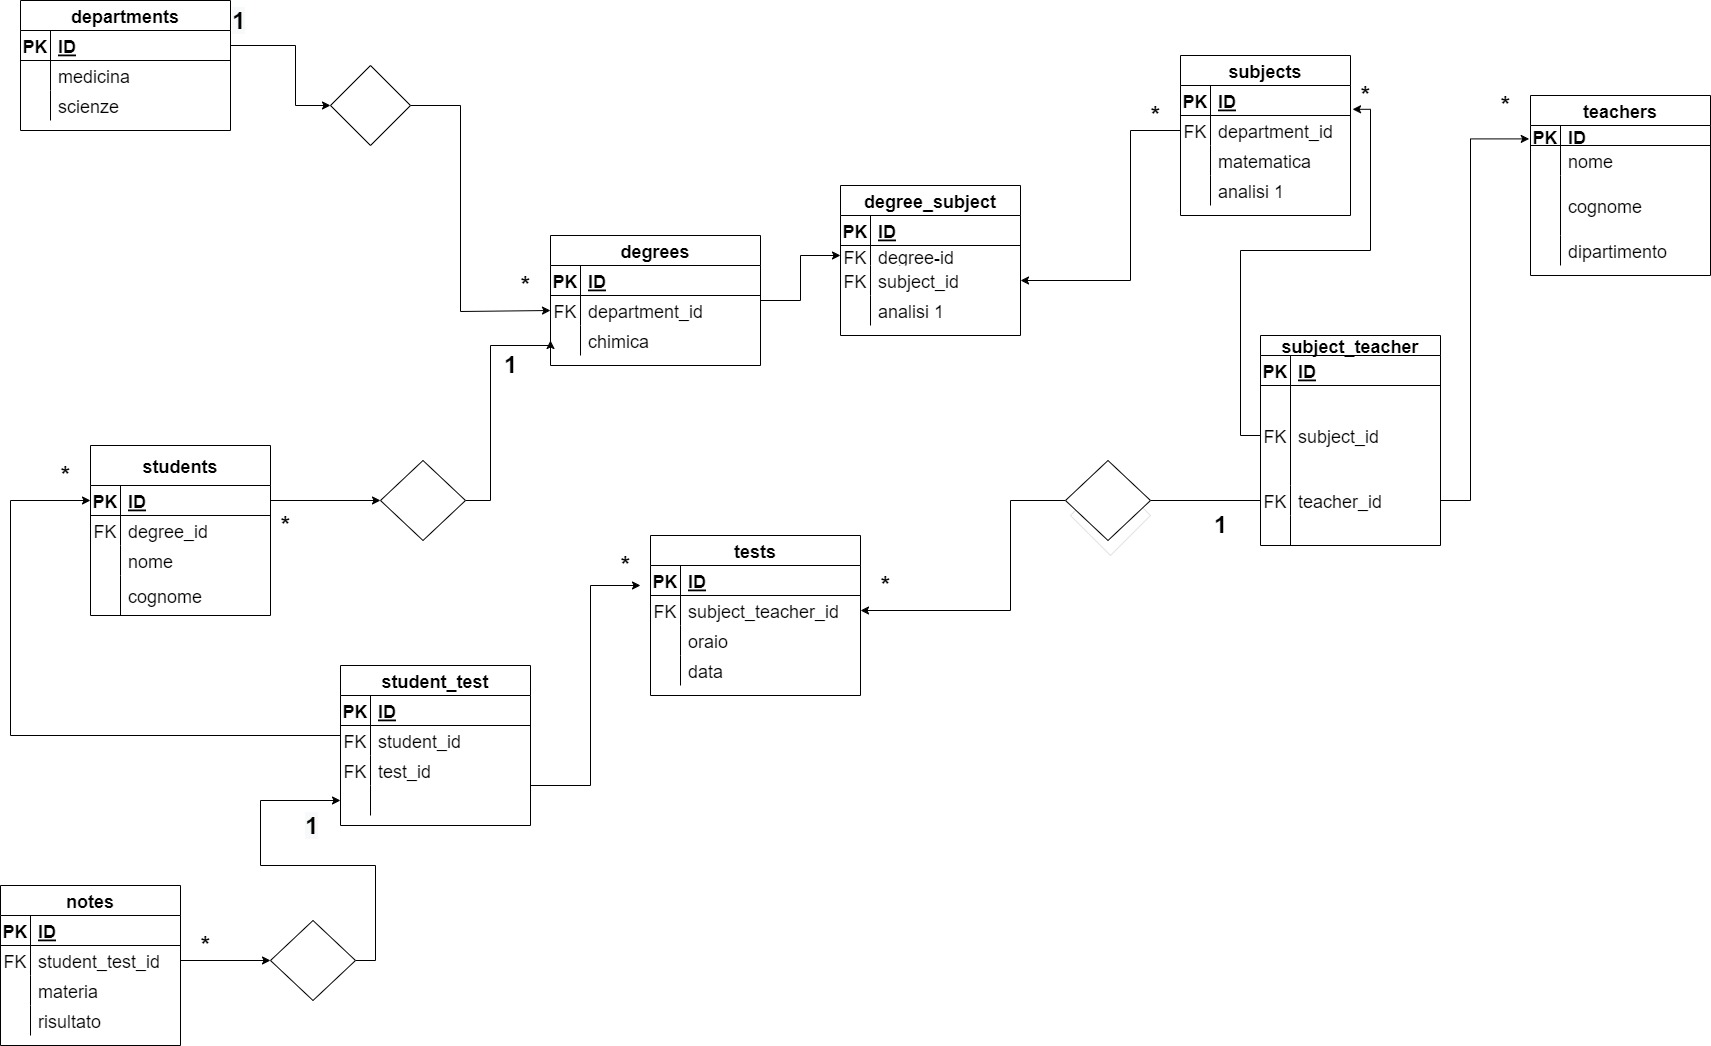 departments
1
PK ID
medicina
scienze
subjects
*
*
PK ID
FK department_id
matematica
analisi 1
*
teachers
PK ID
nome
cognome
dipartimento
degree_subject
PK ID
FK degree-id
FK subject_id
analisi 1
degrees
*
PK ID
FK department_id
chimica
1
subject_teacher
PK ID
FK subject_id
FK teacher_id
1
students
*
PK ID
*
FK degree_id
nome
cognome
tests
*
PK ID
*
FK subject_teacher_id
oraio
data
student_test
PK ID
FK student_id
FK test_id
1
notes
PK ID
*
FK student_test_id
materia
risultato